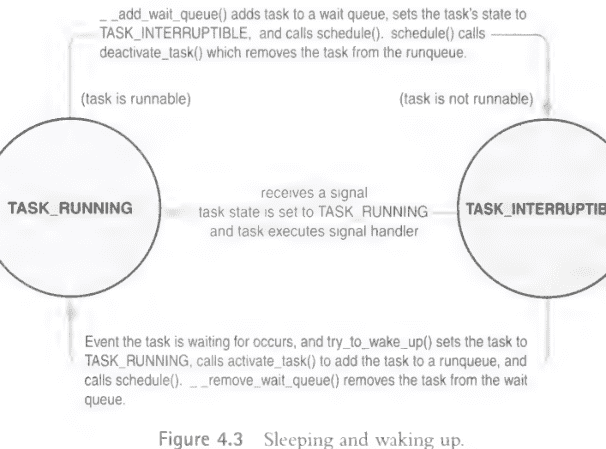 _ _add_wait_queue() adds task to a wait queue, sets the task's state to
TASK_INTERRUPTIBLE, and calls schedule(). schedule() calls
deactivate_task() which removes the task from the runqueue.
(task is runnable)
(task is not runnable)
TASK_RUNNING
receives a signal
task state is set to TASK_RUNNING
and task executes signal handler
TASK_INTERRUPTIB
Event the task is waiting for occurs, and try_to_wake_up() sets the task to
TASK_RUNNING, calls activate_task() to add the task to a runqueue, and
calls schedule(). _ _remove_wait_queue() removes the task from the wait
queue.
Figure 4.3 Sleeping and waking up.